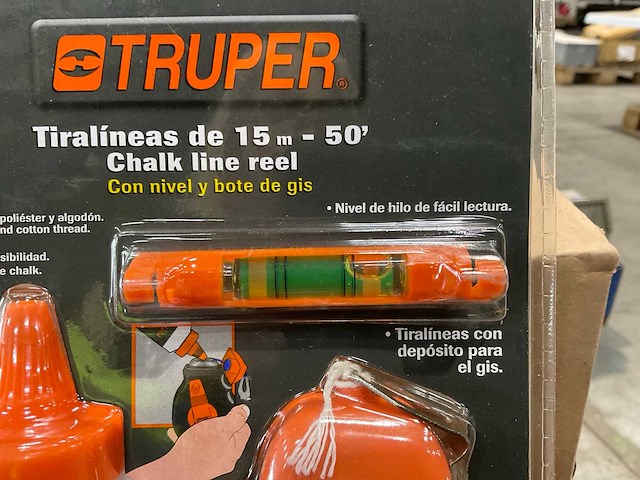 TRUPER®
Tiralíneas de 15 m - 50'
Chalk line reel
Con nivel y bote de gis
poliéster y algodón.
nd cotton thread.
• Nivel de hilo de fácil lectura.
sibilidad.
e chalk.
• Tiralíneas con
depósito para
el gis.